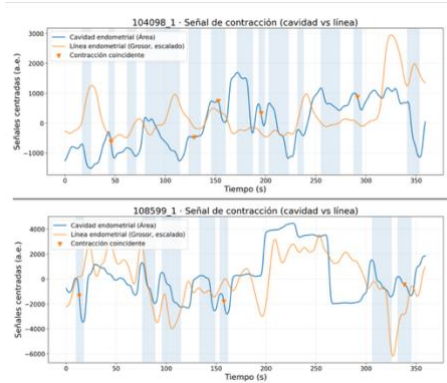 104098_1 · Señal de contracción (cavidad vs línea)
Señales centradas (a.e.)
3000
2000
1000
0
-1000
Cavidad endometrial (Área)
Línea endometrial (Grosor, escalado)
Contracción coincidente
0
50
100
150
200
250
300
350
Tiempo (s)
108599_1 · Señal de contracción (cavidad vs línea)
Señales centradas (a.e.)
4000
2000
0
-2000
-4000
-6000
Cavidad endometrial (Área)
Línea endometrial (Grosor, escalado)
Contracción coincidente
0
50
100
150
200
250
300
350
Tiempo (s)